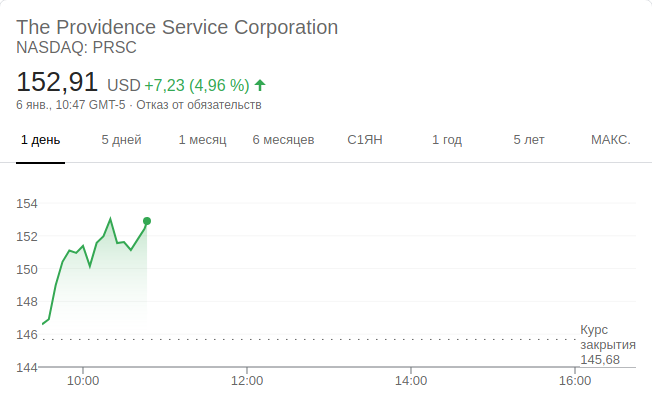 The Providence Service Corporation
NASDAQ: PRSC
152,91 USD +7,23 (4,96 %)
6 янв., 10:47 GMT-5 · Отказ от обязательств
1 день 5 дней 1 месяц 6 месяцев С1ЯН 1 год 5 лет МАКС.
154
152
150
148
146
144
Курс
закрытия
145,68
10:00 12:00 14:00 16:00